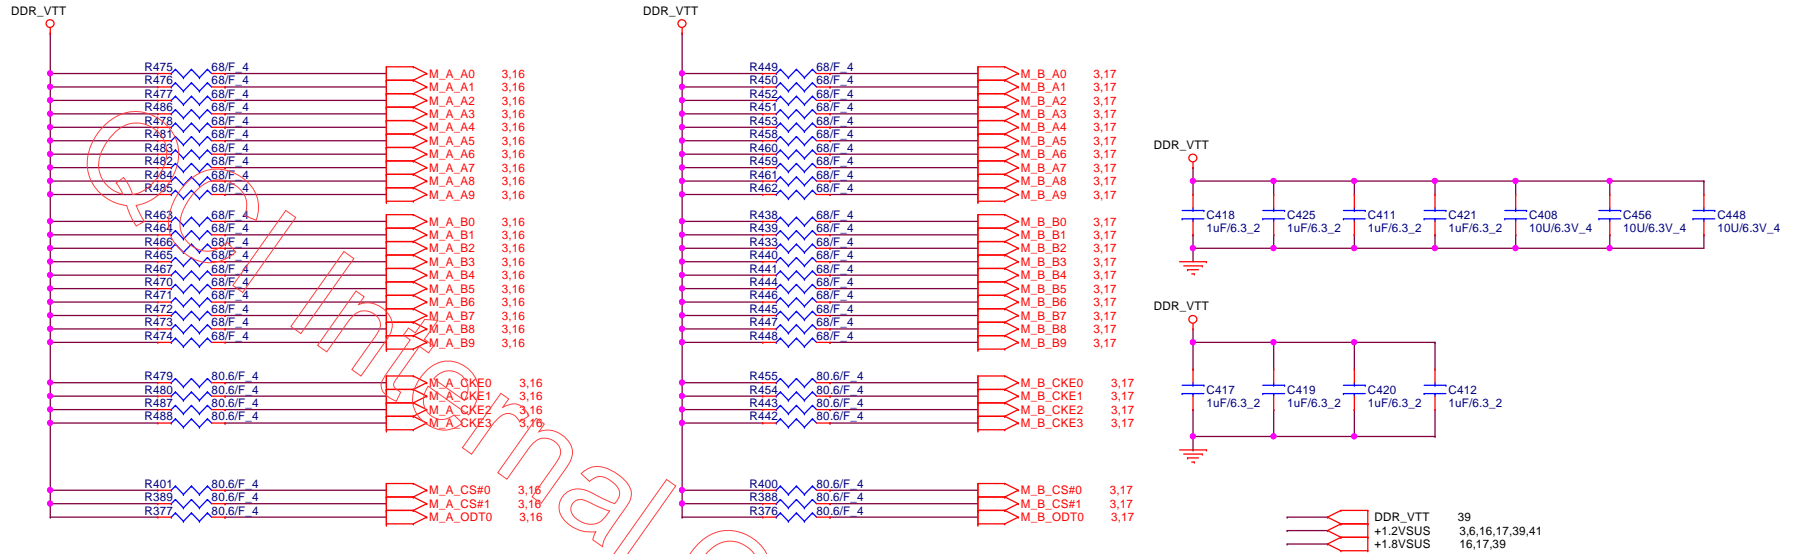 DDR_VTT
R475 68/F_4 M_A_A0 3,16
R476 68/F_4 M_A_A1 3,16
R477 68/F_4 M_A_A2 3,16
R486 68/F_4 M_A_A3 3,16
R478 68/F_4 M_A_A4 3,16
R481 68/F_4 M_A_A5 3,16
R483 68/F_4 M_A_A6 3,16
R482 68/F_4 M_A_A7 3,16
R484 68/F_4 M_A_A8 3,16
R485 68/F_4 M_A_A9 3,16
R463 68/F_4 M_A_B0 3,16
R464 68/F_4 M_A_B1 3,16
R466 68/F_4 M_A_B2 3,16
R465 68/F_4 M_A_B3 3,16
R467 68/F_4 M_A_B4 3,16
R470 68/F_4 M_A_B5 3,16
R471 68/F_4 M_A_B6 3,16
R472 68/F_4 M_A_B7 3,16
R473 68/F_4 M_A_B8 3,16
R474 68/F_4 M_A_B9 3,16
R479 80.6/F_4 M_A_CKE0 3,16
R480 80.6/F_4 M_A_CKE1 3,16
R487 80.6/F_4 M_A_CKE2 3,16
R488 80.6/F_4 M_A_CKE3 3,16
R401 80.6/F_4 M_A_CS#0 3,16
R389 80.6/F_4 M_A_CS#1 3,16
R377 80.6/F_4 M_A_ODT0 3,16
DDR_VTT
R449 68/F_4 M_B_A0 3,17
R450 68/F_4 M_B_A1 3,17
R452 68/F_4 M_B_A2 3,17
R451 68/F_4 M_B_A3 3,17
R453 68/F_4 M_B_A4 3,17
R458 68/F_4 M_B_A5 3,17
R460 68/F_4 M_B_A6 3,17
R459 68/F_4 M_B_A7 3,17
R461 68/F_4 M_B_A8 3,17
R462 68/F_4 M_B_A9 3,17
R438 68/F_4 M_B_B0 3,17
R439 68/F_4 M_B_B1 3,17
R433 68/F_4 M_B_B2 3,17
R440 68/F_4 M_B_B3 3,17
R441 68/F_4 M_B_B4 3,17
R444 68/F_4 M_B_B5 3,17
R446 68/F_4 M_B_B6 3,17
R445 68/F_4 M_B_B7 3,17
R447 68/F_4 M_B_B8 3,17
R448 68/F_4 M_B_B9 3,17
R455 80.6/F_4 M_B_CKE0 3,17
R454 80.6/F_4 M_B_CKE1 3,17
R443 80.6/F_4 M_B_CKE2 3,17
R442 80.6/F_4 M_B_CKE3 3,17
R400 80.6/F_4 M_B_CS#0 3,17
R388 80.6/F_4 M_B_CS#1 3,17
R376 80.6/F_4 M_B_ODT0 3,17
DDR_VTT
C418 C425 C411 C421 C408 C456 C448
1uF/6.3_2 1uF/6.3_2 1uF/6.3_2 1uF/6.3_2 10U/6.3V_4 10U/6.3V_4 10U/6.3V_4
DDR_VTT
C417 C419 C420 C412
1uF/6.3_2 1uF/6.3_2 1uF/6.3_2 1uF/6.3_2
DDR_VTT 39
+1.2VSUS 3,6,16,17,39,41
+1.8VSUS 16,17,39
QCI Internal